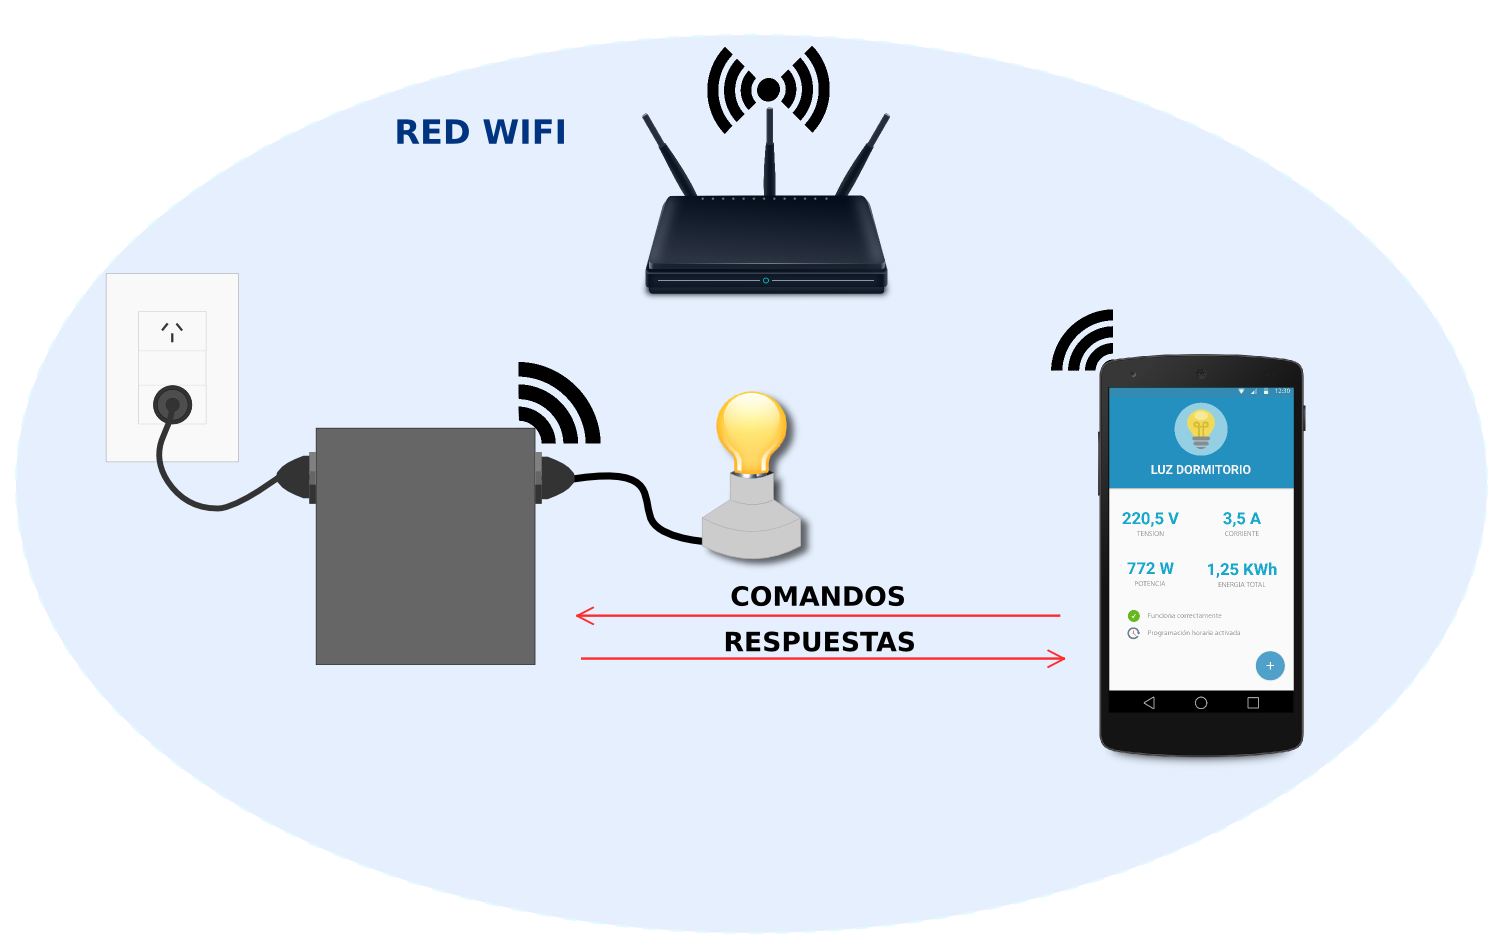 RED WIFI
12:30
LUZ DORMITORIO
220,5 V
3,5 A
TENSION
CORRIENTE
772 W
1,25 KWh
POTENCIA
ENERGIA TOTAL
Funciona correctamente
Programación horaria activada
+
COMANDOS
RESPUESTAS